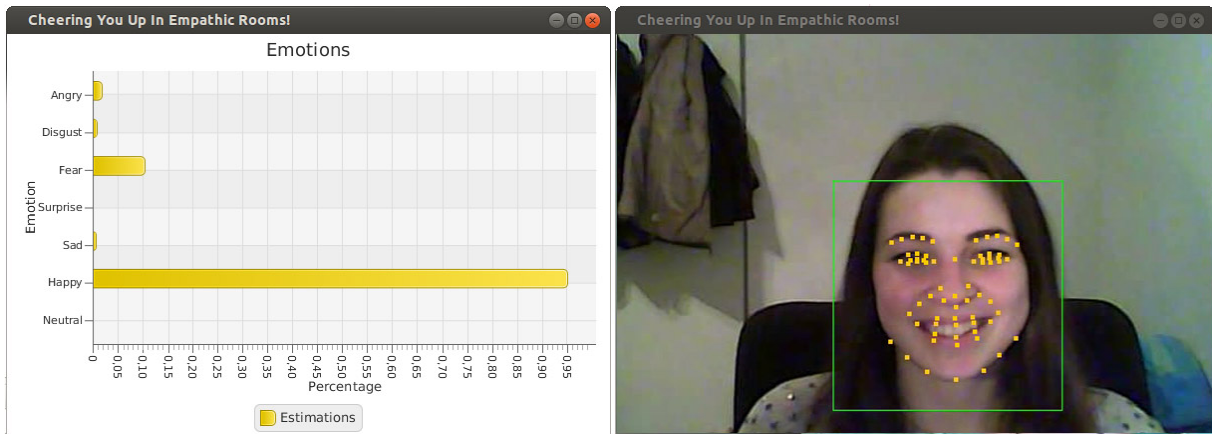 Cheering You Up In Empathic Rooms!
Emotions
Emotion
Angry
Disgust
Fear
Surprise
Sad
Happy
Neutral
0 0,05 0,10 0,15 0,20 0,25 0,30 0,35 0,40 0,45 0,50 0,55 0,60 0,65 0,70 0,75 0,80 0,85 0,90 0,95
Percentage
Estimations
Cheering You Up In Empathic Rooms!